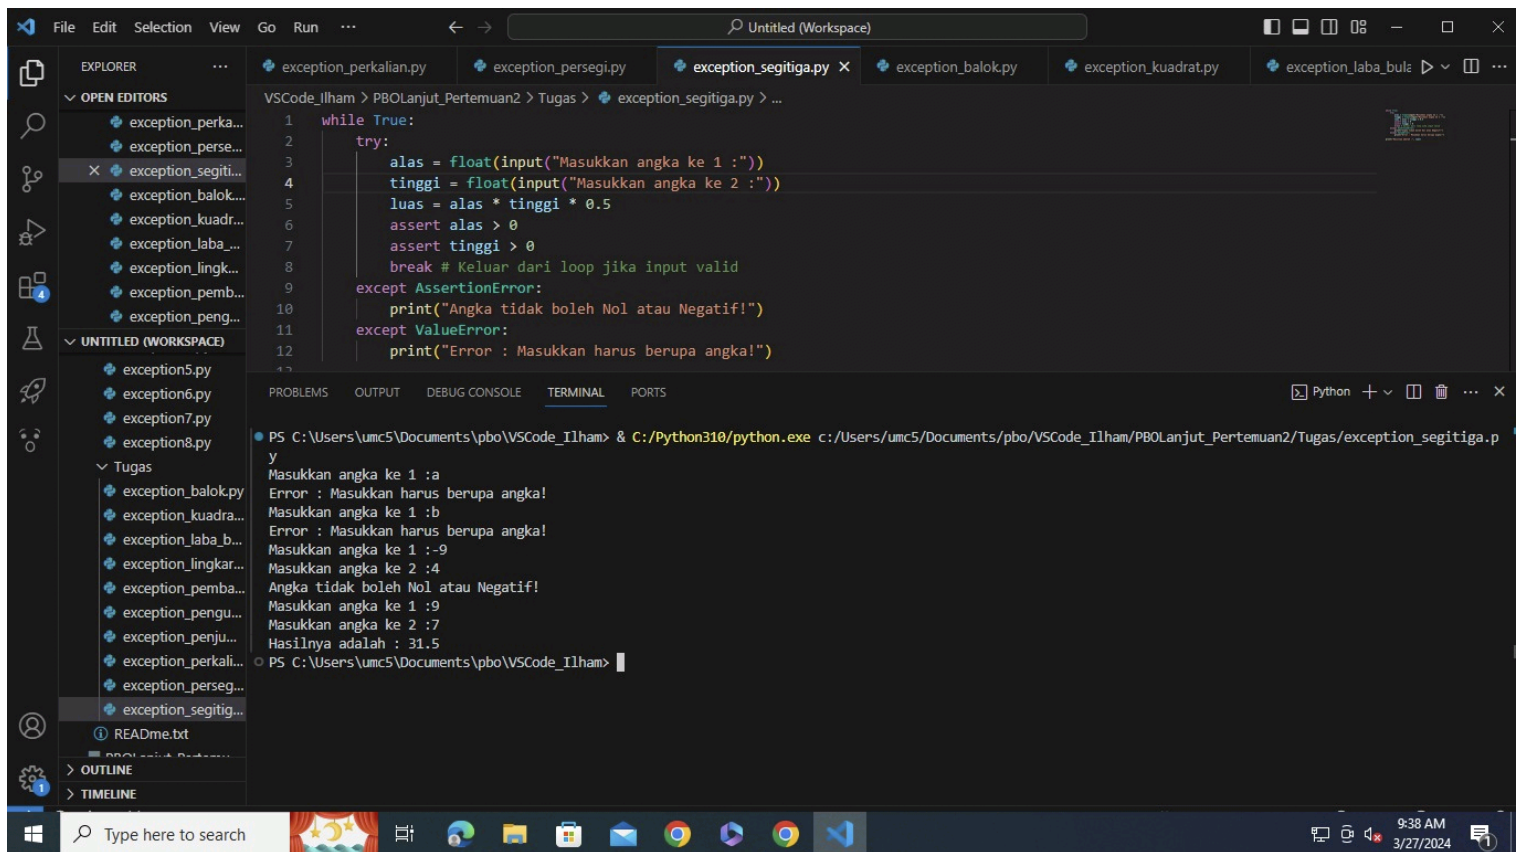 File Edit Selection View Go Run ··· Untitled (Workspace)
EXPLORER ···
OPEN EDITORS
exception_perka...
exception_perse...
exception_segiti...
exception_balok....
exception_kuadr...
exception_laba_...
exception_lingk...
exception_pemb...
exception_peng...
UNTITLED (WORKSPACE)
exception5.py
exception6.py
exception7.py
exception8.py
Tugas
exception_balok.py
exception_kuadra...
exception_laba_b...
exception_lingkar...
exception_pemba...
exception_pengu...
exception_penju...
exception_perkali...
exception_perseg...
exception_segitig...
READme.txt
OUTLINE
TIMELINE
4
1
exception_perkalian.py exception_persegi.py exception_segitiga.py exception_balok.py exception_kuadrat.py exception_laba_bula
VSCode_Ilham > PBOLanjut_Pertemuan2 > Tugas > exception_segitiga.py > ...
1 while True:
2 try:
3 alas = float(input("Masukkan angka ke 1 :"))
4 tinggi = float(input("Masukkan angka ke 2 :"))
5 luas = alas * tinggi * 0.5
6 assert alas > 0
7 assert tinggi > 0
8 break # Keluar dari loop jika input valid
9 except AssertionError:
10 print("Angka tidak boleh Nol atau Negatif!")
11 except ValueError:
12 print("Error : Masukkan harus berupa angka!")
PROBLEMS OUTPUT DEBUG CONSOLE TERMINAL PORTS Python
PS C:\Users\umc5\Documents\pbo\VSCode_Ilham> & C:/Python310/python.exe c:/Users/umc5/Documents/pbo/VSCode_Ilham/PBOLanjut_Pertemuan2/Tugas/exception_segitiga.p
y
Masukkan angka ke 1 :a
Error : Masukkan harus berupa angka!
Masukkan angka ke 1 :b
Error : Masukkan harus berupa angka!
Masukkan angka ke 1 :-9
Masukkan angka ke 2 :4
Angka tidak boleh Nol atau Negatif!
Masukkan angka ke 1 :9
Masukkan angka ke 2 :7
Hasilnya adalah : 31.5
PS C:\Users\umc5\Documents\pbo\VSCode_Ilham>
Type here to search
9:38 AM
3/27/2024
1